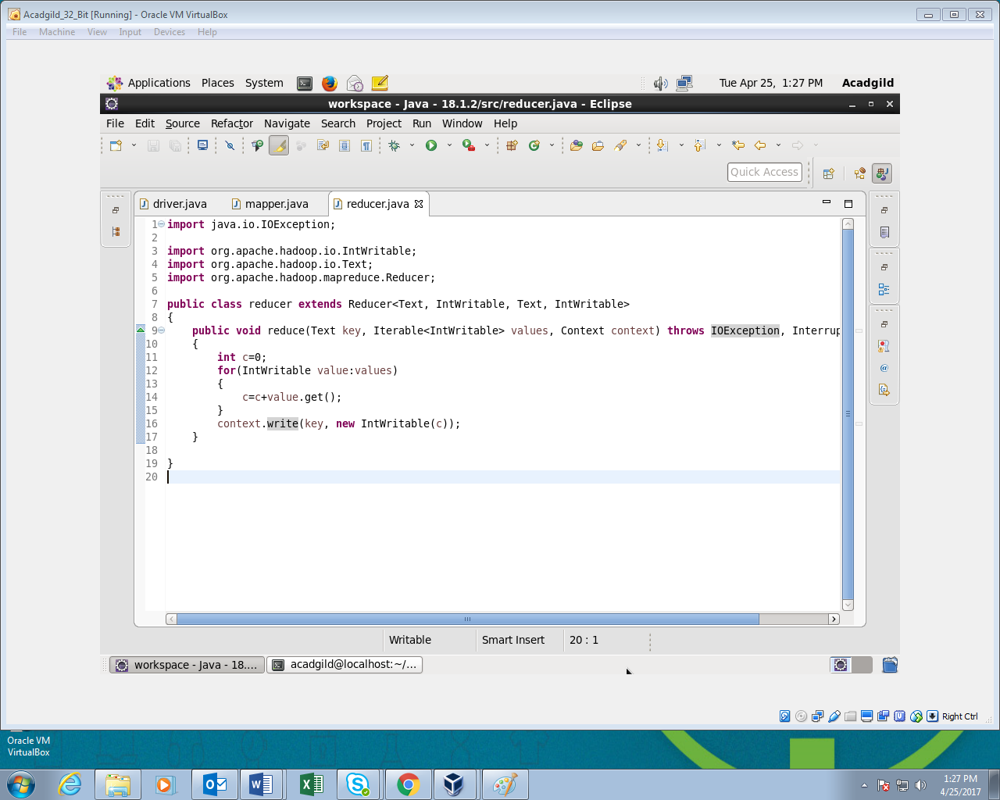 Acadgild_32_Bit [Running] - Oracle VM VirtualBox
File Machine View Input Devices Help
Applications Places System Tue Apr 25, 1:27 PM Acadgild
workspace - Java - 18.1.2/src/reducer.java - Eclipse
File Edit Source Refactor Navigate Search Project Run Window Help
Quick Access
driver.java mapper.java reducer.java
1 import java.io.IOException;
2
3 import org.apache.hadoop.io.IntWritable;
4 import org.apache.hadoop.io.Text;
5 import org.apache.hadoop.mapreduce.Reducer;
6
7 public class reducer extends Reducer<Text, IntWritable, Text, IntWritable>
8 {
9 public void reduce(Text key, Iterable<IntWritable> values, Context context) throws IOException, Interrup
10 {
11 int c=0;
12 for(IntWritable value:values)
13 {
14 c=c+value.get();
15 }
16 context.write(key, new IntWritable(c));
17 }
18
19 }
20
Writable Smart Insert 20 : 1
workspace - Java - 18.... acadgild@localhost:~/...
Right Ctrl
Oracle VM
VirtualBox
1:27 PM
4/25/2017